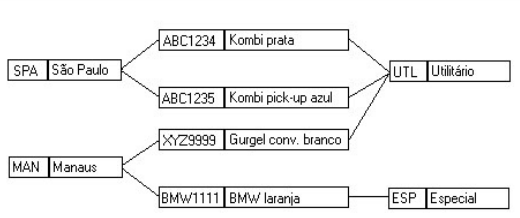 ABC1234 Kombi prata
SPA São Paulo
UTL Utilitário
ABC1235 Kombi pick-up azul
XYZ9999 Gurgel conv. branco
MAN Manaus
BMW1111 BMW laranja
ESP Especial